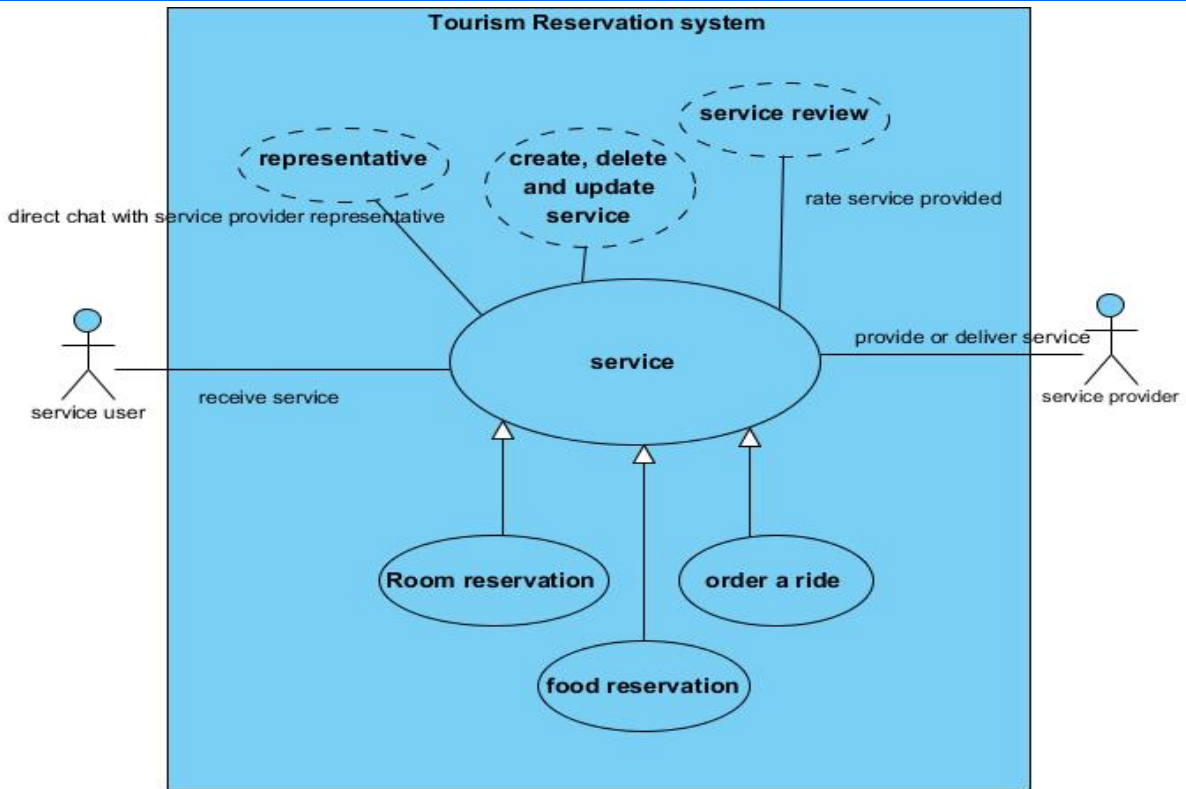 Tourism Reservation system
service review
representative
create, delete
and update
service
rate service provided
direct chat with service provider representative
provide or deliver service
service
receive service
service user
service provider
Room reservation
order a ride
food reservation